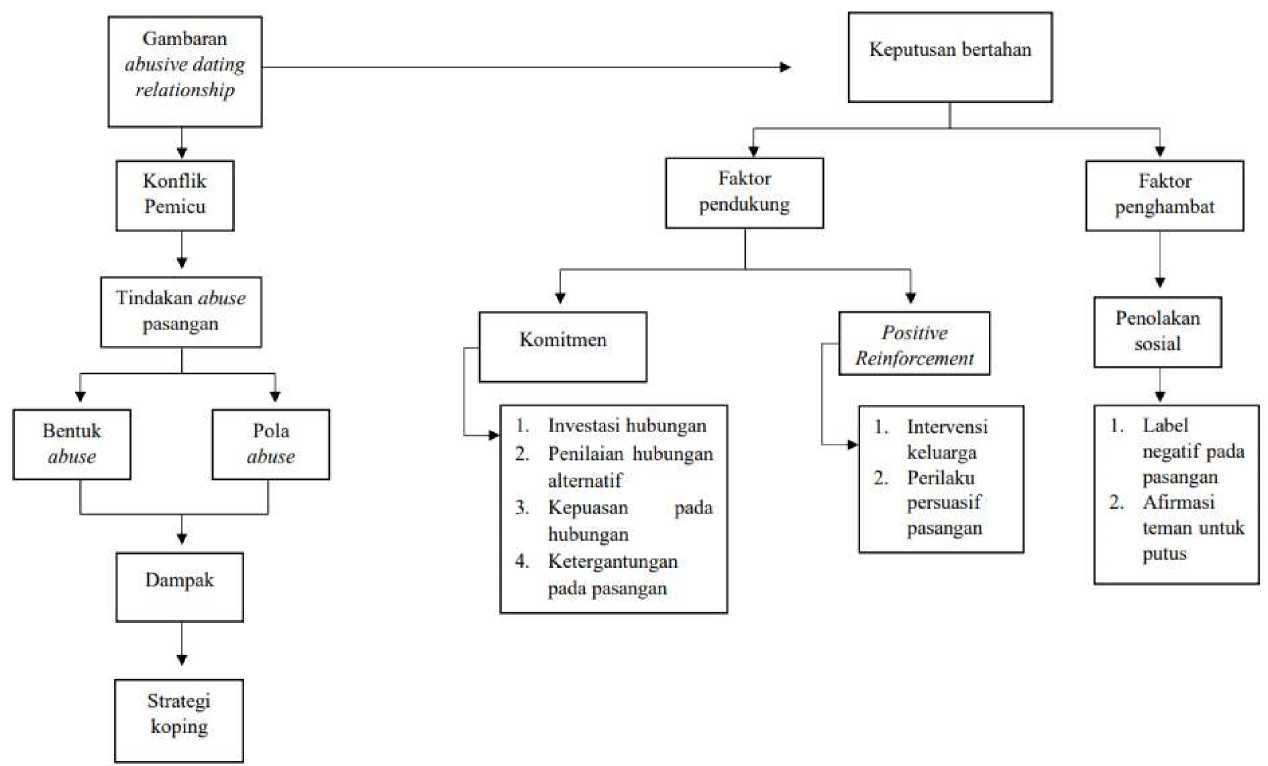 Gambaran
abusive dating
relationship
Konflik
Pemicu
Tindakan abuse
pasangan
Bentuk
abuse
Pola
abuse
Dampak
Strategi
koping
Keputusan bertahan
Faktor
pendukung
Faktor
penghambat
Komitmen
Positive
Reinforcement
Penolakan
sosial
1. Investasi hubungan
2. Penilaian hubungan
alternatif
3. Kepuasan pada
hubungan
4. Ketergantungan
pada pasangan
1. Intervensi
keluarga
2. Perilaku
persuasif
pasangan
1. Label
negatif pada
pasangan
2. Afirmasi
teman untuk
putus